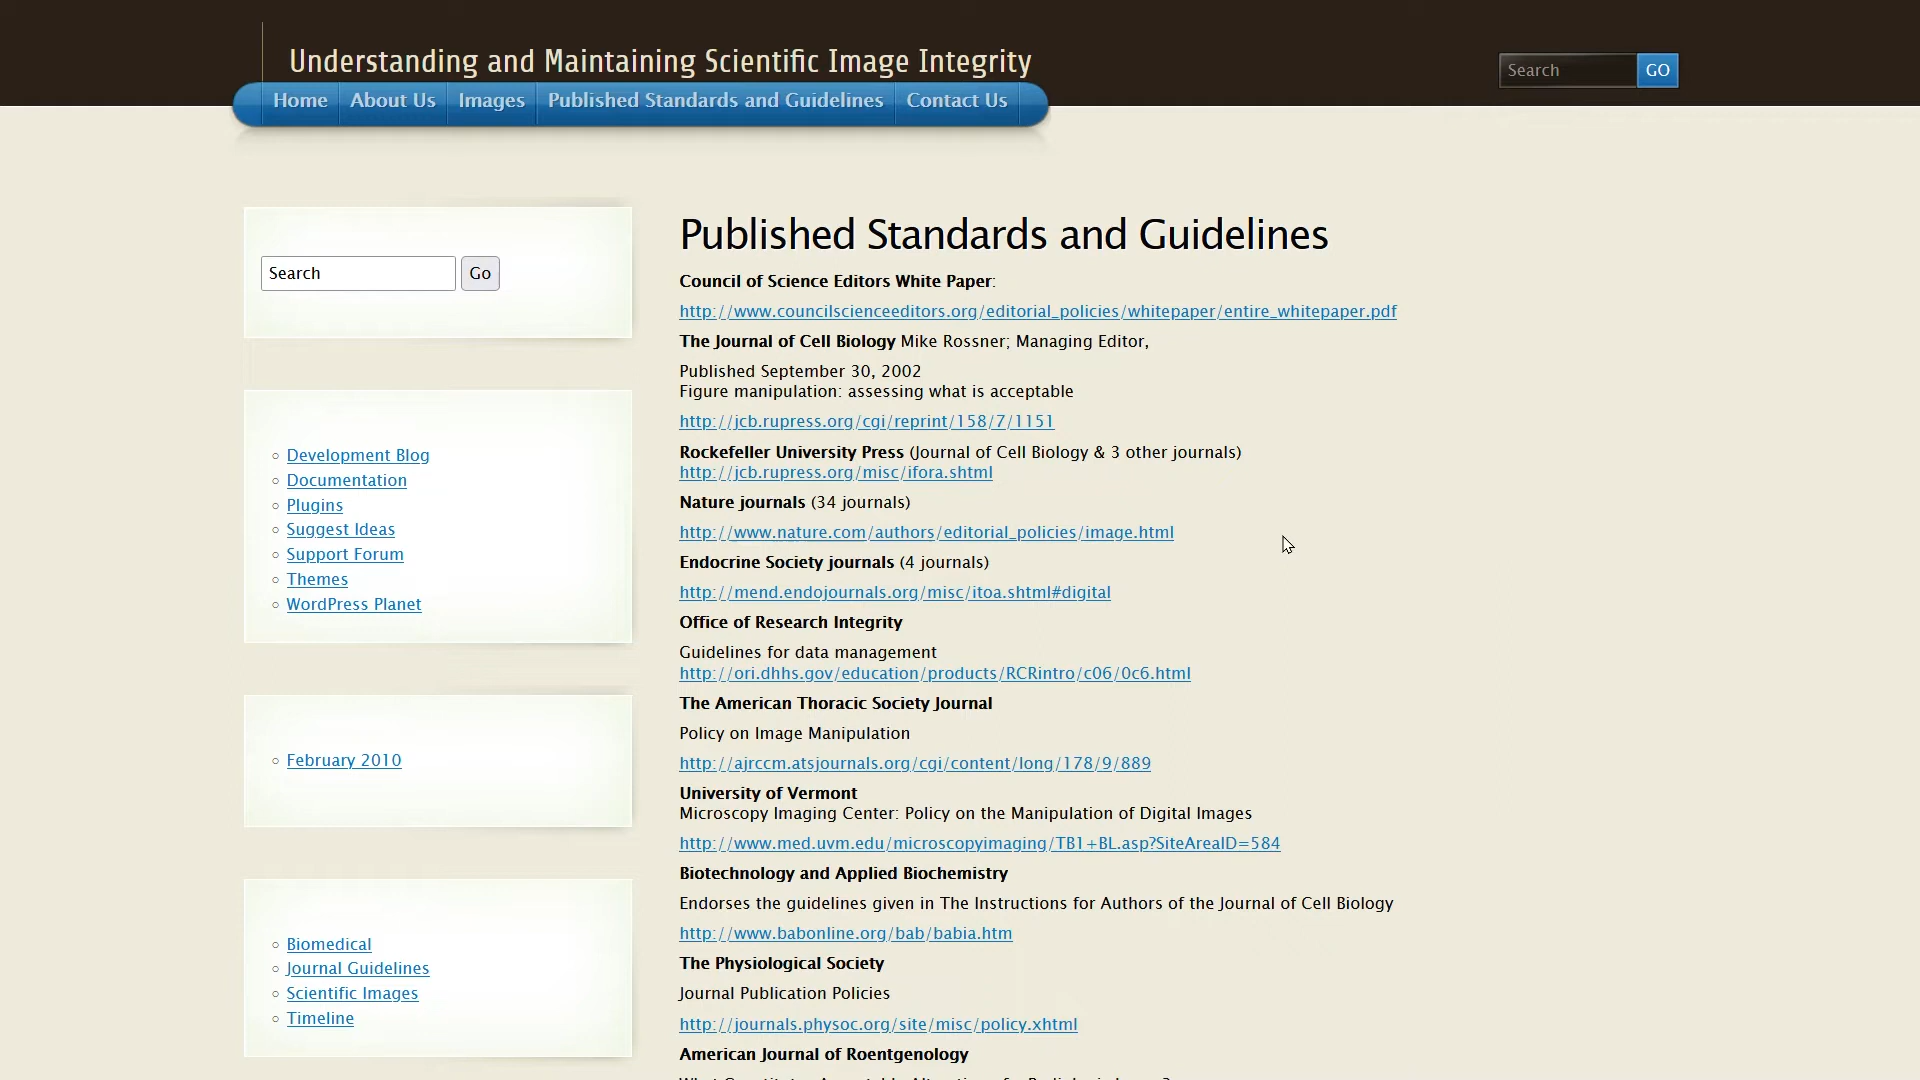 Understanding and Maintaining Scientific Image Integrity
Search GO
Home About Us Images Published Standards and Guidelines Contact Us
Search Go
Development Blog
Documentation
Plugins
Suggest Ideas
Support Forum
Themes
WordPress Planet
February 2010
Biomedical
Journal Guidelines
Scientific Images
Timeline
Published Standards and Guidelines
Council of Science Editors White Paper:
http://www.councilscienceeditors.org/editorial_policies/whitepaper/entire_whitepaper.pdf
The Journal of Cell Biology Mike Rossner; Managing Editor,
Published September 30, 2002
Figure manipulation: assessing what is acceptable
http://jcb.rupress.org/cgi/reprint/158/7/1151
Rockefeller University Press (Journal of Cell Biology & 3 other journals)
http://jcb.rupress.org/misc/ifora.shtml
Nature journals (34 journals)
http://www.nature.com/authors/editorial_policies/image.html
Endocrine Society journals (4 journals)
http://mend.endojournals.org/misc/itoa.shtml#digital
Office of Research Integrity
Guidelines for data management
http://ori.dhhs.gov/education/products/RCRintro/c06/0c6.html
The American Thoracic Society Journal
Policy on Image Manipulation
http://ajrccm.atsjournals.org/cgi/content/long/178/9/889
University of Vermont
Microscopy Imaging Center: Policy on the Manipulation of Digital Images
http://www.med.uvm.edu/microscopyimaging/TB1+BL.asp?SiteAreaID=584
Biotechnology and Applied Biochemistry
Endorses the guidelines given in The Instructions for Authors of the Journal of Cell Biology
http://www.babonline.org/bab/babia.htm
The Physiological Society
Journal Publication Policies
http://journals.physoc.org/site/misc/policy.xhtml
American Journal of Roentgenology